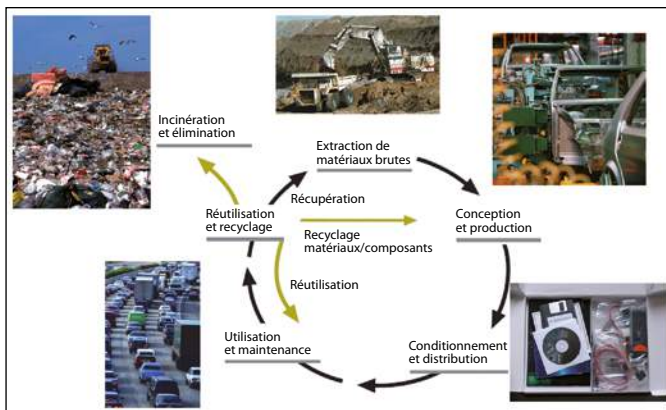 Incinération
et élimination
Extraction de
matériaux brutes
Réutilisation
et recyclage
Récupération
Recyclage
matériaux/composants
Conception
et production
Réutilisation
Utilisation
et maintenance
Conditionnement
et distribution